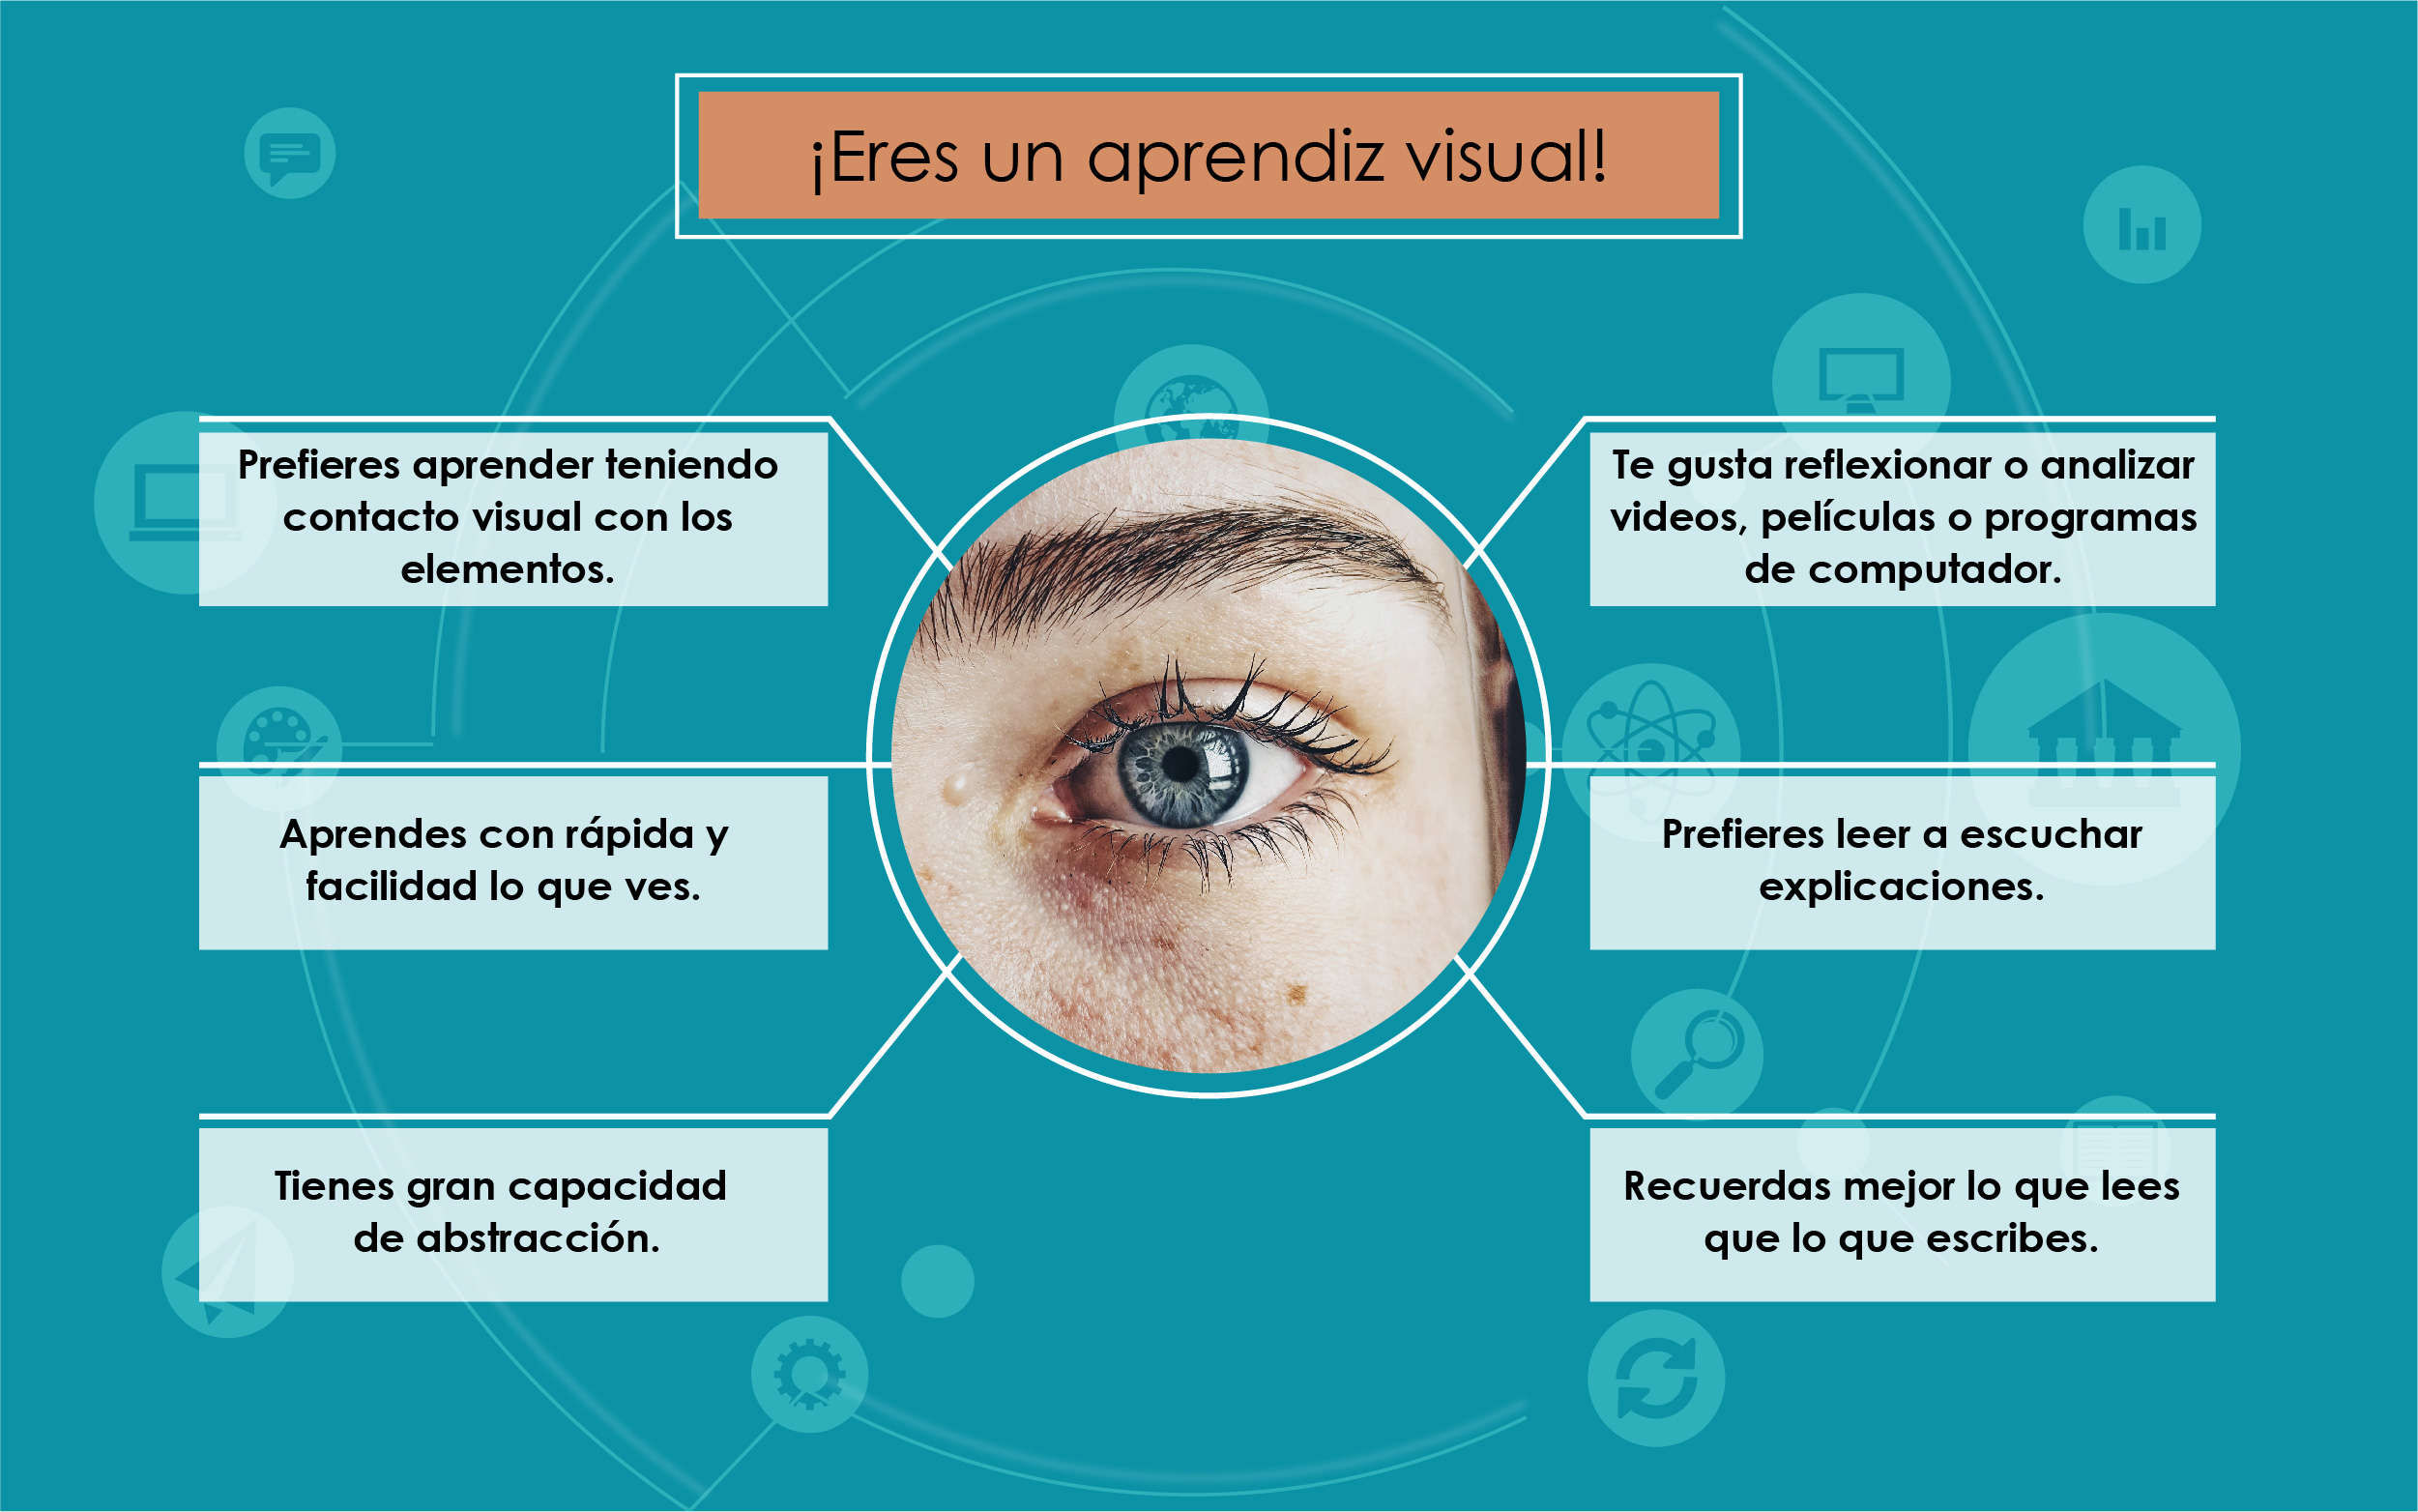 ¡Eres un aprendiz visual!
Prefieres aprender teniendo
contacto visual con los
elementos.
Te gusta reflexionar o analizar
videos, películas o programas
de computador.
Aprendes con rápida y
facilidad lo que ves.
Prefieres leer a escuchar
explicaciones.
Tienes gran capacidad
de abstracción.
Recuerdas mejor lo que lees
que lo que escribes.